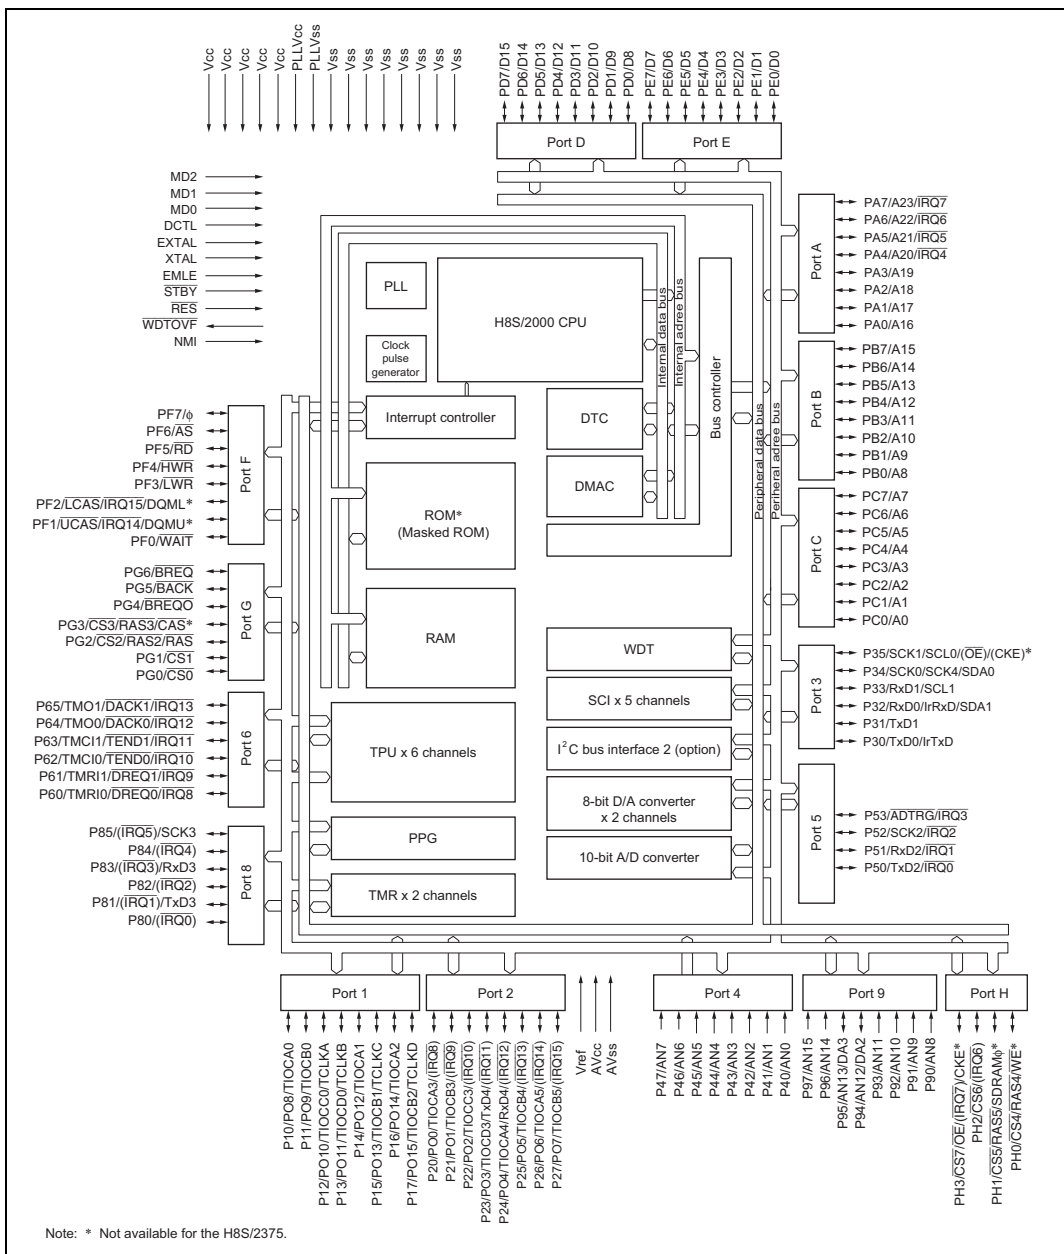 Vcc
Vcc
Vcc
Vcc
Vcc
PLLVcc
PLLVss
Vss
Vss
Vss
Vss
Vss
Vss
Vss
Vss
PD7/D15
PD6/D14
PD5/D13
PD4/D12
PD3/D11
PD2/D10
PD1/D9
PD0/D8
PE7/D7
PE6/D6
PE5/D5
PE4/D4
PE3/D3
PE2/D2
PE1/D1
PE0/D0
Port D
Port E
MD2
MD1
MD0
DCTL
EXTAL
XTAL
EMLE
STBY
RES
WDTOVF
NMI
PLL
Clock
pulse
generator
H8S/2000 CPU
Interrupt controller
DTC
DMAC
ROM*
(Masked ROM)
RAM
TPU x 6 channels
PPG
TMR x 2 channels
Internal data bus
Internal adree bus
Bus controller
Peripheral data bus
Periheral adree bus
WDT
SCI x 5 channels
I2C bus interface 2 (option)
8-bit D/A converter
x 2 channels
10-bit A/D converter
Port A
PA7/A23/IRQ7
PA6/A22/IRQ6
PA5/A21/IRQ5
PA4/A20/IRQ4
PA3/A19
PA2/A18
PA1/A17
PA0/A16
Port B
PB7/A15
PB6/A14
PB5/A13
PB4/A12
PB3/A11
PB2/A10
PB1/A9
PB0/A8
Port C
PC7/A7
PC6/A6
PC5/A5
PC4/A4
PC3/A3
PC2/A2
PC1/A1
PC0/A0
Port 3
P35/SCK1/SCL0/(OE)/(CKE)*
P34/SCK0/SCK4/SDA0
P33/RxD1/SCL1
P32/RxD0/IrRxD/SDA1
P31/TxD1
P30/TxD0/IrTxD
Port 5
P53/ADTRG/IRQ3
P52/SCK2/IRQ2
P51/RxD2/IRQ1
P50/TxD2/IRQ0
PF7/ϕ
PF6/AS
PF5/RD
PF4/HWR
PF3/LWR
PF2/LCAS/IRQ15/DQML*
PF1/UCAS/IRQ14/DQMU*
PF0/WAIT
Port F
PG6/BREQ
PG5/BACK
PG4/BREQO
PG3/CS3/RAS3/CAS*
PG2/CS2/RAS2/RAS
PG1/CS1
PG0/CS0
Port G
P65/TMO1/DACK1/IRQ13
P64/TMO0/DACK0/IRQ12
P63/TMCI1/TEND1/IRQ11
P62/TMCI0/TEND0/IRQ10
P61/TMRI1/DREQ1/IRQ9
P60/TMRI0/DREQ0/IRQ8
Port 6
P85/(IRQ5)/SCK3
P84/(IRQ4)
P83/(IRQ3)/RxD3
P82/(IRQ2)
P81/(IRQ1)/TxD3
P80/(IRQ0)
Port 8
Port 1
Port 2
Port 4
Port 9
Port H
P10/PO8/TIOCA0
P11/PO9/TIOCB0
P12/PO10/TIOCC0/TCLKA
P13/PO11/TIOCD0/TCLKB
P14/PO12/TIOCA1
P15/PO13/TIOCB1/TCLKC
P16/PO14/TIOCA2
P17/PO15/TIOCB2/TCLKD
P20/PO0/TIOCA3/(IRQ8)
P21/PO1/TIOCB3/(IRQ9)
P22/PO2/TIOCC3/(IRQ10)
P23/PO3/TIOCD3/TxD4/(IRQ11)
P24/PO4/TIOCA4/RxD4/(IRQ12)
P25/PO5/TIOCB4/(IRQ13)
P26/PO6/TIOCA5/(IRQ14)
P27/PO7/TIOCB5/(IRQ15)
Vref
AVcc
AVss
P47/AN7
P46/AN6
P45/AN5
P44/AN4
P43/AN3
P42/AN2
P41/AN1
P40/AN0
P97/AN15
P96/AN14
P95/AN13/DA3
P94/AN12/DA2
P93/AN11
P92/AN10
P91/AN9
P90/AN8
PH3/CS7/OE/(IRQ7)/CKE*
PH2/CS6/(IRQ6)
PH1/CS5/RAS5/SDRAMϕ*
PH0/CS4/RAS4/WE*
Note: * Not available for the H8S/2375.